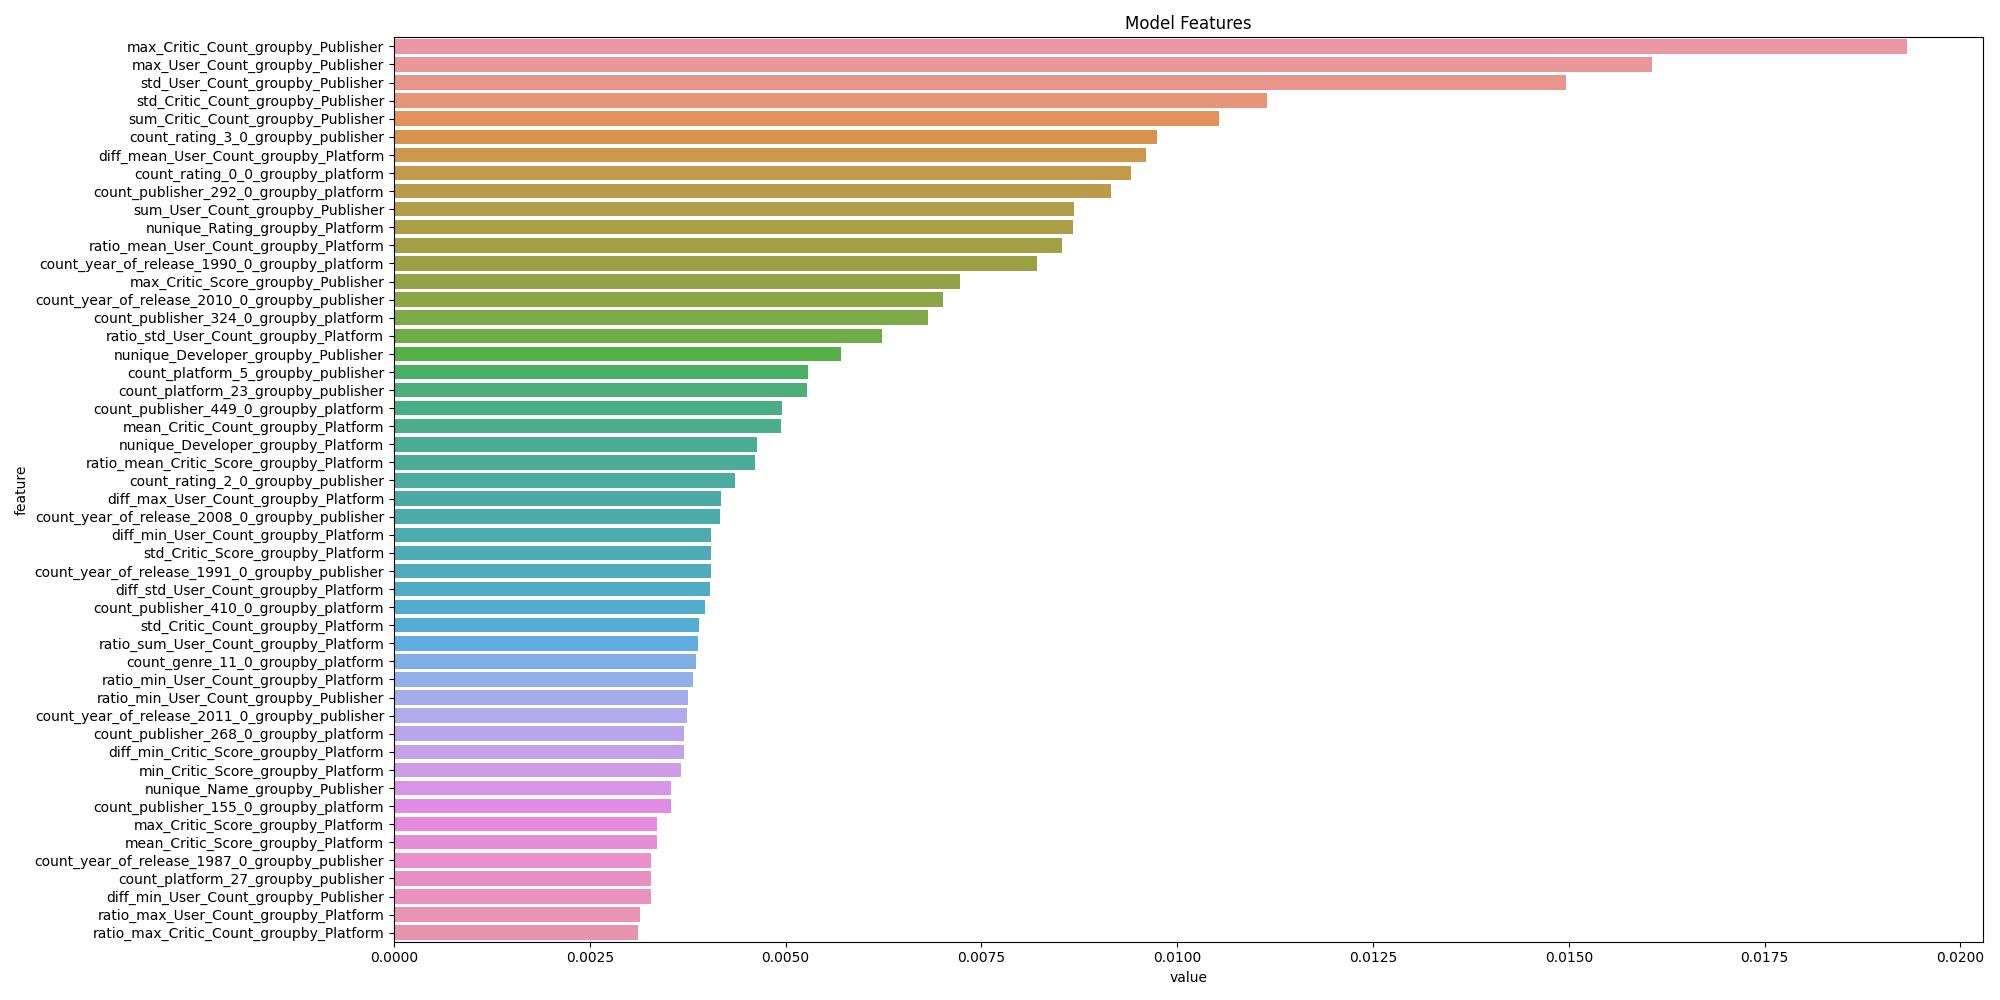 Model Features
max_Critic_Count_groupby_Publisher
max_User_Count_groupby_Publisher
std_User_Count_groupby_Publisher
std_Critic_Count_groupby_Publisher
sum_Critic_Count_groupby_Publisher
count_rating_3_0_groupby_publisher
diff_mean_User_Count_groupby_Platform
count_rating_0_0_groupby_platform
count_publisher_292_0_groupby_platform
sum_User_Count_groupby_Publisher
nunique_Rating_groupby_Platform
ratio_mean_User_Count_groupby_Platform
count_year_of_release_1990_0_groupby_platform
max_Critic_Score_groupby_Publisher
count_year_of_release_2010_0_groupby_publisher
count_publisher_324_0_groupby_platform
ratio_std_User_Count_groupby_Platform
nunique_Developer_groupby_Publisher
count_platform_5_groupby_publisher
count_platform_23_groupby_publisher
count_publisher_449_0_groupby_platform
mean_Critic_Count_groupby_Platform
nunique_Developer_groupby_Platform
ratio_mean_Critic_Score_groupby_Platform
count_rating_2_0_groupby_publisher
diff_max_User_Count_groupby_Platform
count_year_of_release_2008_0_groupby_publisher
diff_min_User_Count_groupby_Platform
std_Critic_Score_groupby_Platform
count_year_of_release_1991_0_groupby_publisher
diff_std_User_Count_groupby_Platform
count_publisher_410_0_groupby_platform
std_Critic_Count_groupby_Platform
ratio_sum_User_Count_groupby_Platform
count_genre_11_0_groupby_platform
ratio_min_User_Count_groupby_Platform
ratio_min_User_Count_groupby_Publisher
count_year_of_release_2011_0_groupby_publisher
count_publisher_268_0_groupby_platform
diff_min_Critic_Score_groupby_Platform
min_Critic_Score_groupby_Platform
nunique_Name_groupby_Publisher
count_publisher_155_0_groupby_platform
max_Critic_Score_groupby_Platform
mean_Critic_Score_groupby_Platform
count_year_of_release_1987_0_groupby_publisher
count_platform_27_groupby_publisher
diff_min_User_Count_groupby_Publisher
ratio_max_User_Count_groupby_Platform
ratio_max_Critic_Count_groupby_Platform
feature
0.0000 0.0025 0.0050 0.0075 0.0100 0.0125 0.0150 0.0175 0.0200
value